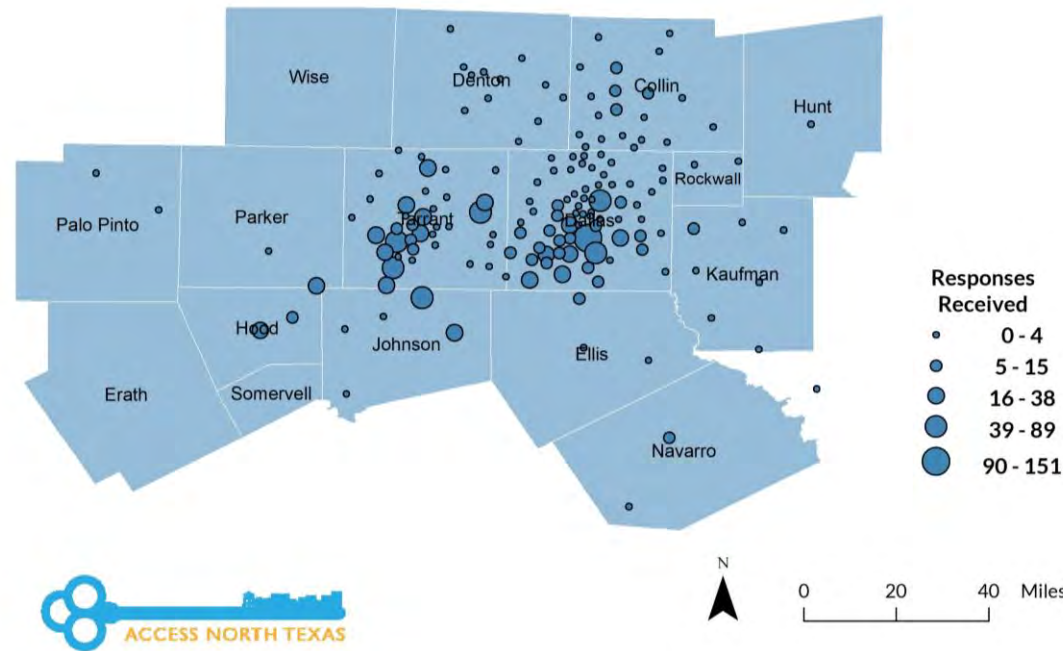 Wise
Denton
Collin
Hunt
Rockwall
Palo Pinto
Parker
Tarrant
Dallas
Kaufman
Hood
Johnson
Ellis
Erath
Somervell
Navarro
Responses
Received
0 - 4
5 - 15
16 - 38
39 - 89
90 - 151
N
0 20 40 Miles
ACCESS NORTH TEXAS